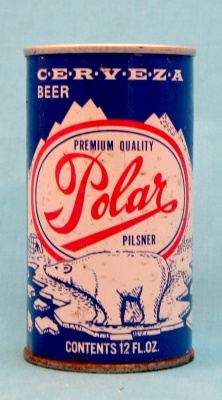 C·E·R·V·E·Z·A
BEER
PREMIUM QUALITY
Polar
PILSNER
CONTENTS 12 FL.OZ.